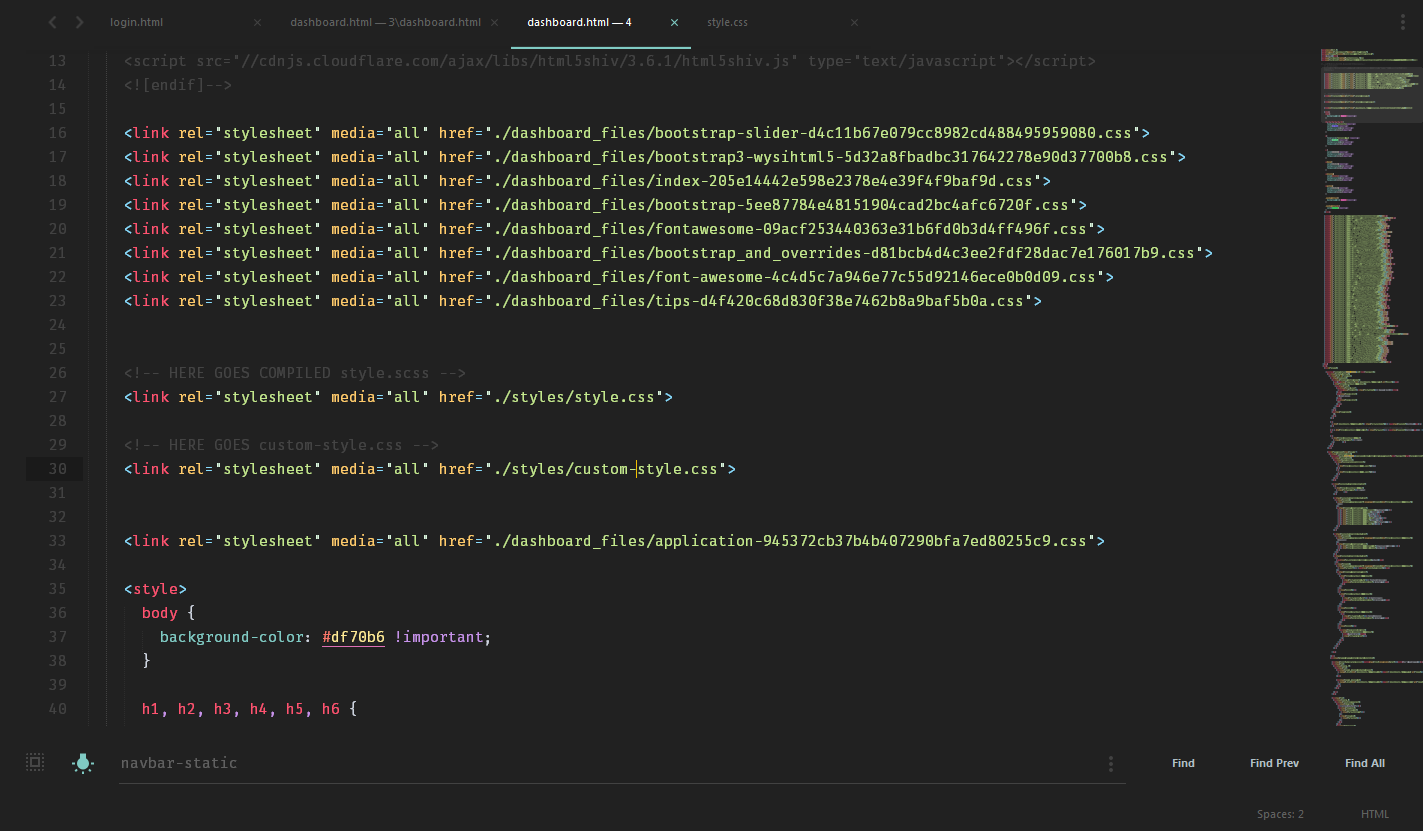 login.html × dashboard.html — 3\dashboard.html × dashboard.html — 4 × style.css ×
13 <script src="//cdnjs.cloudflare.com/ajax/libs/html5shiv/3.6.1/html5shiv.js" type="text/javascript"></script>
14 <![endif]-->
15
16 <link rel="stylesheet" media="all" href="./dashboard_files/bootstrap-slider-d4c11b67e079cc8982cd488495959080.css">
17 <link rel="stylesheet" media="all" href="./dashboard_files/bootstrap3-wysihtml5-5d32a8fbadbc317642278e90d37700b8.css">
18 <link rel="stylesheet" media="all" href="./dashboard_files/index-205e14442e598e2378e4e39f4f9baf9d.css">
19 <link rel="stylesheet" media="all" href="./dashboard_files/bootstrap-5ee87784e48151904cad2bc4afc6720f.css">
20 <link rel="stylesheet" media="all" href="./dashboard_files/fontawesome-09acf253440363e31b6fd0b3d4ff496f.css">
21 <link rel="stylesheet" media="all" href="./dashboard_files/bootstrap_and_overrides-d81bcb4d4c3ee2fdf28dac7e176017b9.css">
22 <link rel="stylesheet" media="all" href="./dashboard_files/font-awesome-4c4d5c7a946e77c55d92146ece0b0d09.css">
23 <link rel="stylesheet" media="all" href="./dashboard_files/tips-d4f420c68d830f38e7462b8a9baf5b0a.css">
24
25
26 <!-- HERE GOES COMPILED style.scss -->
27 <link rel="stylesheet" media="all" href="./styles/style.css">
28
29 <!-- HERE GOES custom-style.css -->
30 <link rel="stylesheet" media="all" href="./styles/custom-style.css">
31
32
33 <link rel="stylesheet" media="all" href="./dashboard_files/application-945372cb37b4b407290bfa7ed80255c9.css">
34
35 <style>
36 body {
37 background-color: #df70b6 !important;
38 }
39
40 h1, h2, h3, h4, h5, h6 {
navbar-static Find Find Prev Find All
Spaces: 2 HTML